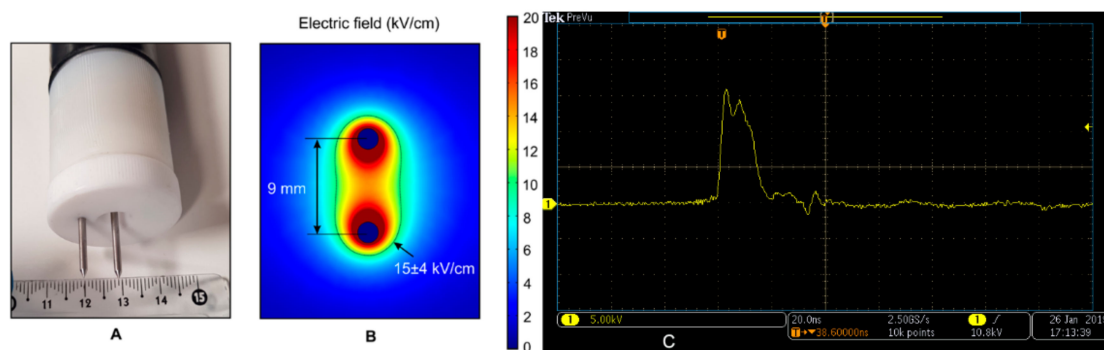 Electric field (kV/cm)
9 mm
15±4 kV/cm
20
18
16
14
12
10
8
6
4
2
0
11 12 13 14 15
A
B
Tek PreVu
T
T
1
1 5.00kV
20.0ns
T→▼38.60000ns
2.50GS/s
10k points
1 /
10.8kV
26 Jan 201
17:13:39
C